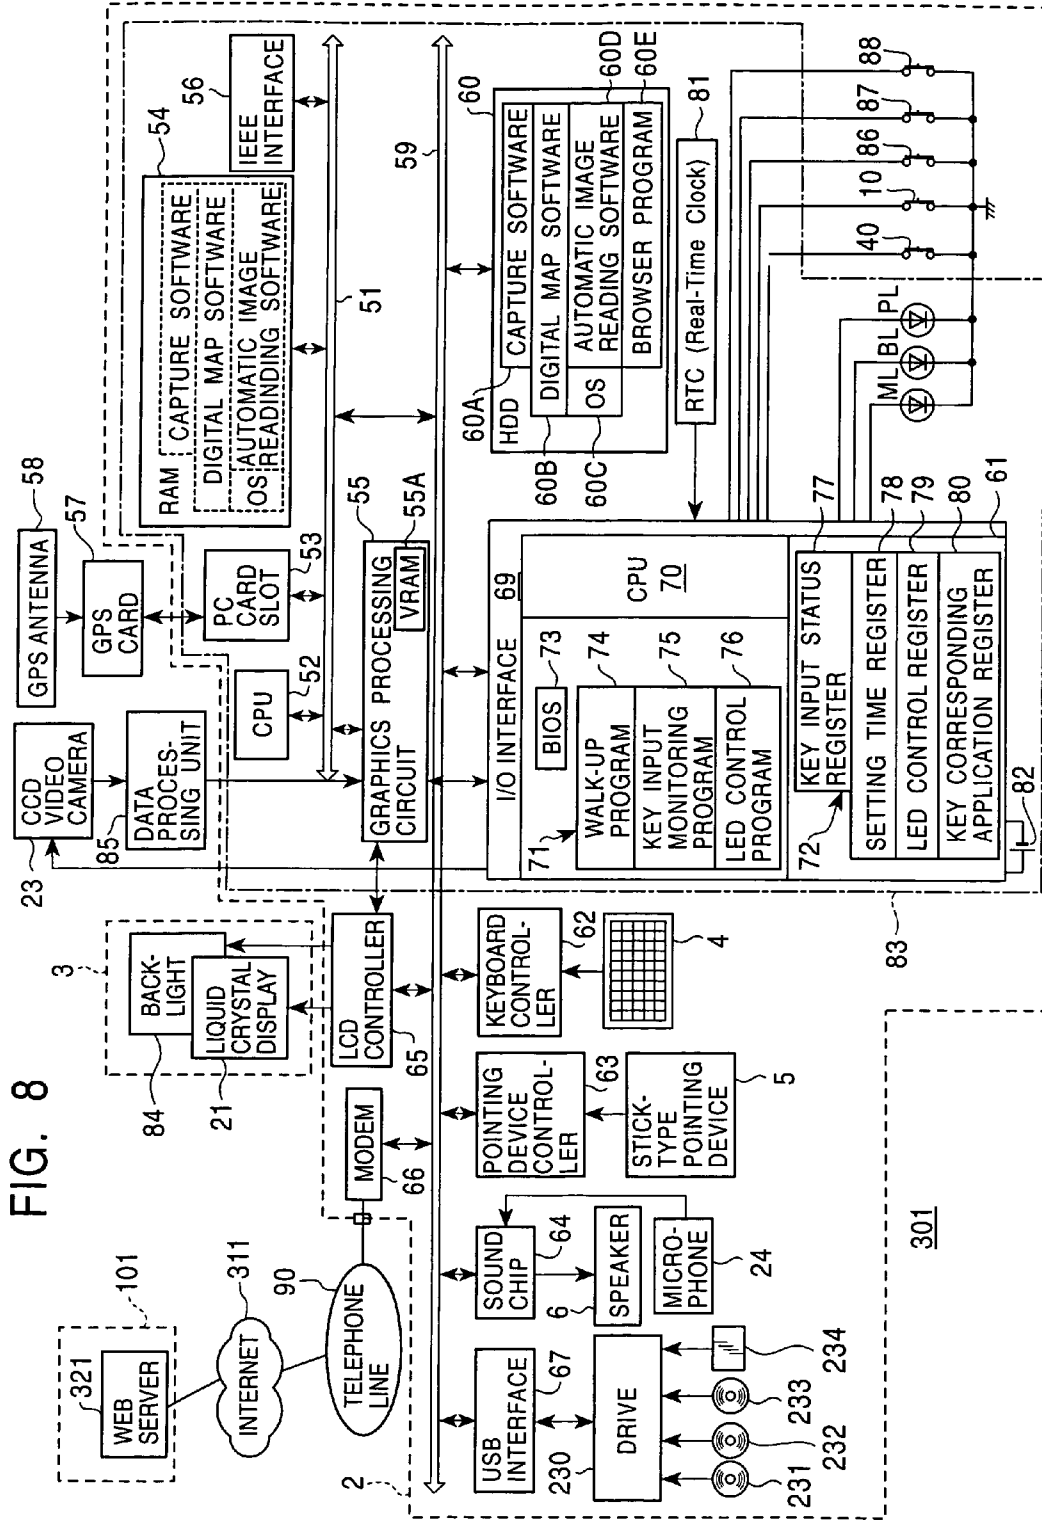 FIG. 8
101
321
WEB
SERVER
311
INTERNET
90
TELEPHONE
LINE
2
3
84
BACK-
LIGHT
LIQUID
CRYSTAL
DISPLAY
21
MODEM
66
LCD
CONTROLLER
65
23
CCD
VIDEO
CAMERA
85
DATA
PROCES-
SING UNIT
GPS ANTENNA
58
GPS
CARD
57
PC
CARD
SLOT
53
CPU
52
54
RAM
CAPTURE SOFTWARE
DIGITAL MAP SOFTWARE
OS
AUTOMATIC IMAGE
READINDING SOFTWARE
56
IEEE
INTERFACE
51
59
GRAPHICS PROCESSING
CIRCUIT
55
VRAM
55A
USB
INTERFACE
67
230
DRIVE
231
232
233
234
SOUND
CHIP
64
6
SPEAKER
MICRO-
PHONE
24
POINTING
DEVICE
CONTROL-
LER
63
STICK-
TYPE
POINTING
DEVICE
5
KEYBOARD
CONTROL-
LER
62
4
301
83
I/O INTERFACE
69
CPU
70
71
BIOS
73
WALK-UP
PROGRAM
74
KEY INPUT
MONITORING
PROGRAM
75
LED CONTROL
PROGRAM
76
72
KEY INPUT STATUS
REGISTER
77
SETTING TIME REGISTER
78
LED CONTROL REGISTER
79
KEY CORRESPONDING
APPLICATION REGISTER
80
61
82
60
HDD
60A
CAPTURE SOFTWARE
60B
DIGITAL MAP SOFTWARE
60C
OS
AUTOMATIC IMAGE
READING SOFTWARE
60D
BROWSER PROGRAM
60E
RTC (Real-Time Clock)
81
ML
BL
PL
40
10
86
87
88